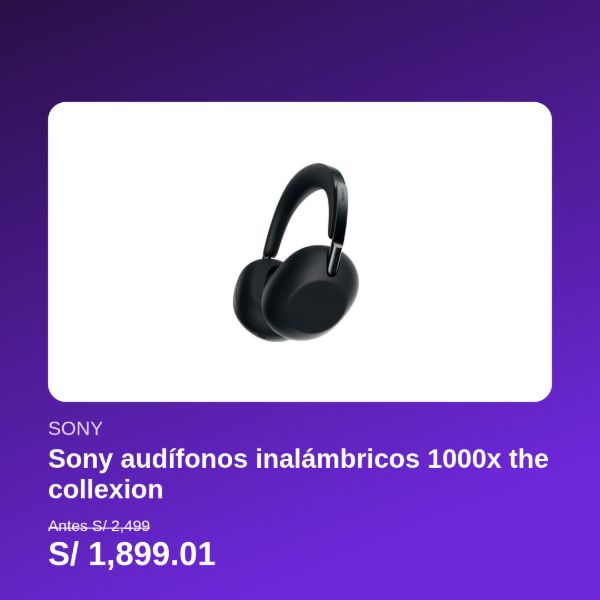 SONY
Sony audífonos inalámbricos 1000x the
collexion
Antes S/ 2,499
S/ 1,899.01